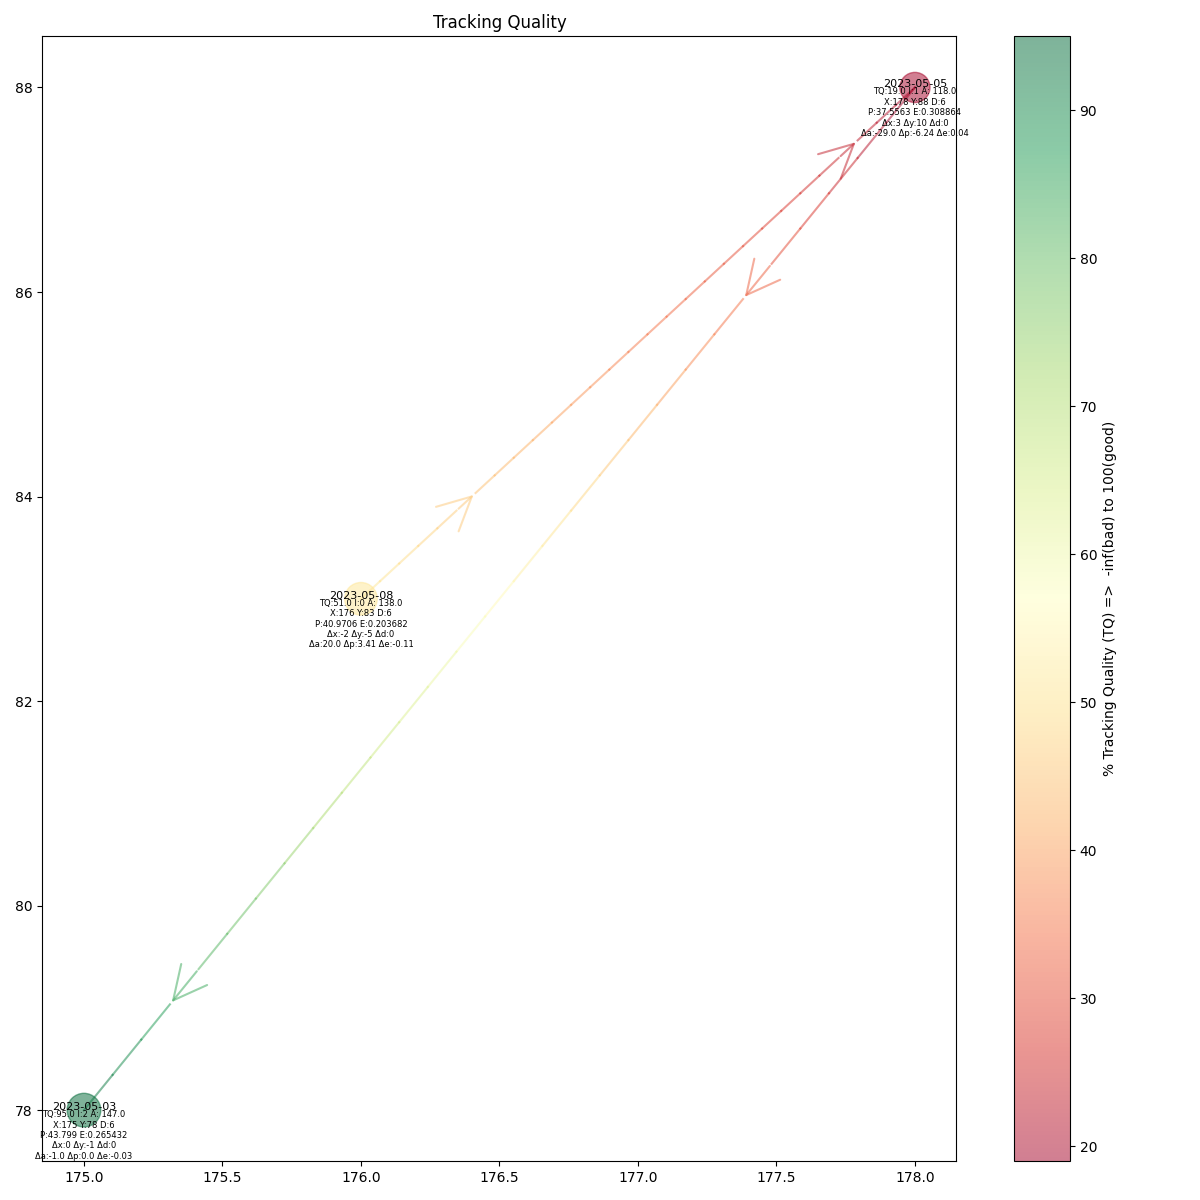 Tracking Quality
88
86
84
82
80
78
2023-05-05
TQ:19.0 I:1 A: 118.0
X:178 Y:88 D:6
P:37.5563 E:0.308864
Δx:3 Δy:10 Δd:0
Δa:-29.0 Δp:-6.24 Δe:0.04
2023-05-08
TQ:51.0 I:0 A: 138.0
X:176 Y:83 D:6
P:40.9706 E:0.203682
Δx:-2 Δy:-5 Δd:0
Δa:20.0 Δp:3.41 Δe:-0.11
2023-05-03
TQ:95.0 I:2 A: 147.0
X:175 Y:78 D:6
P:43.799 E:0.265432
Δx:0 Δy:-1 Δd:0
Δa:-1.0 Δp:0.0 Δe:-0.03
175.0 175.5 176.0 176.5 177.0 177.5 178.0
90
80
70
60
50
40
30
20
% Tracking Quality (TQ) => -inf(bad) to 100(good)